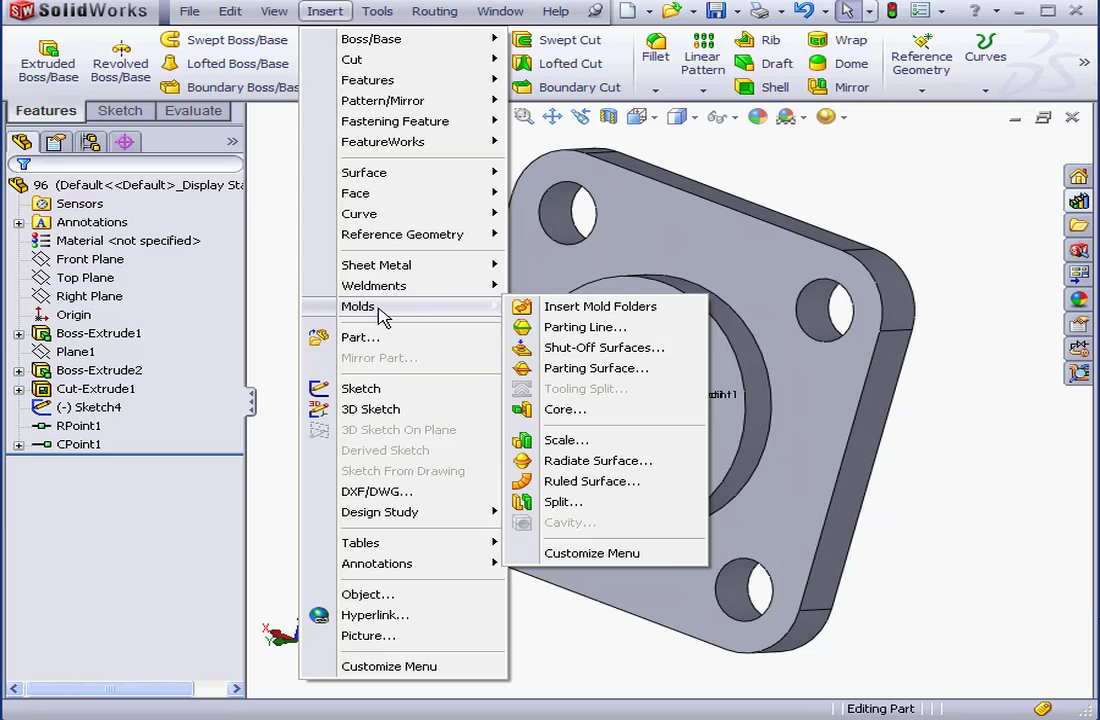 SolidWorks File Edit View Insert Tools Routing Window Help
Extruded Boss/Base
Revolved Boss/Base
Swept Boss/Base
Lofted Boss/Base
Boundary Boss/Bas
Swept Cut
Lofted Cut
Boundary Cut
Fillet
Linear Pattern
Rib
Draft
Shell
Wrap
Dome
Mirror
Reference Geometry
Curves
Features Sketch Evaluate
96 (Default<<Default>_Display Sta
Sensors
Annotations
Material <not specified>
Front Plane
Top Plane
Right Plane
Origin
Boss-Extrude1
Plane1
Boss-Extrude2
Cut-Extrude1
(-) Sketch4
RPoint1
CPoint1
Boss/Base
Cut
Features
Pattern/Mirror
Fastening Feature
FeatureWorks
Surface
Face
Curve
Reference Geometry
Sheet Metal
Weldments
Molds
Part...
Mirror Part...
Sketch
3D Sketch
3D Sketch On Plane
Derived Sketch
Sketch From Drawing
DXF/DWG...
Design Study
Tables
Annotations
Object...
Hyperlink...
Picture...
Customize Menu
Insert Mold Folders
Parting Line...
Shut-Off Surfaces...
Parting Surface...
Tooling Split...
Core...
Scale...
Radiate Surface...
Ruled Surface...
Split...
Cavity...
Customize Menu
X
Y
Editing Part